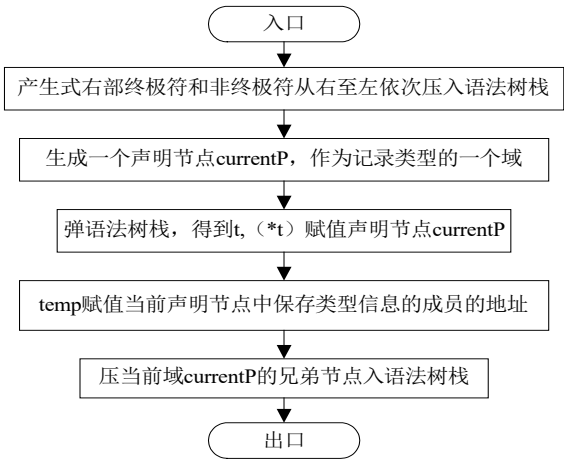 入口
产生式右部终极符和非终极符从右至左依次压入语法树栈
生成一个声明节点currentP，作为记录类型的一个域
弹语法树栈，得到t,（*t）赋值声明节点currentP
temp赋值当前声明节点中保存类型信息的成员的地址
压当前域currentP的兄弟节点入语法树栈
出口